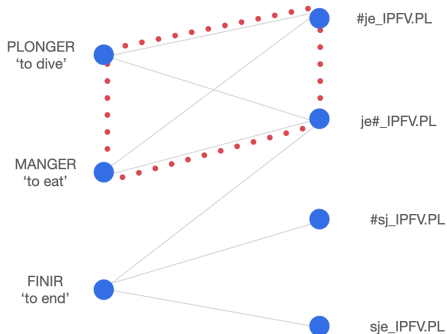 #je_IPFV.PL
PLONGER
‘to dive’
je#_IPFV.PL
MANGER
‘to eat’
#sj_IPFV.PL
FINIR
‘to end’
sje_IPFV.PL